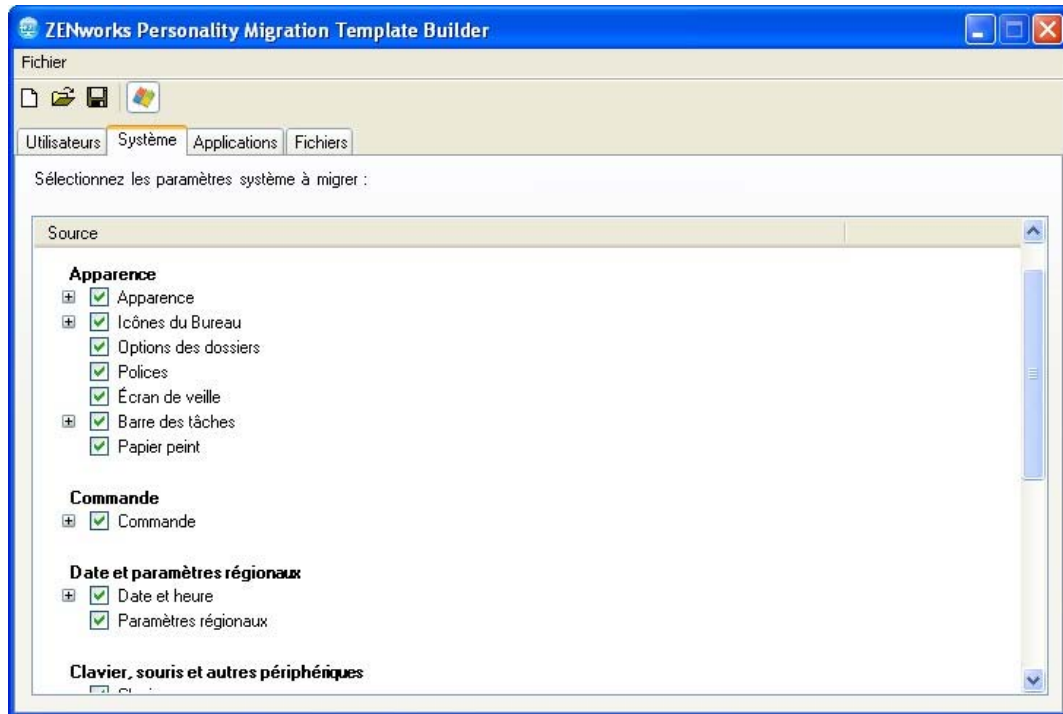 ZENworks Personality Migration Template Builder
Fichier
Utilisateurs Système Applications Fichiers
Sélectionnez les paramètres système à migrer :
Source
Apparence
Apparence
Icônes du Bureau
Options des dossiers
Polices
Écran de veille
Barre des tâches
Papier peint
Commande
Commande
Date et paramètres régionaux
Date et heure
Paramètres régionaux
Clavier, souris et autres périphériques